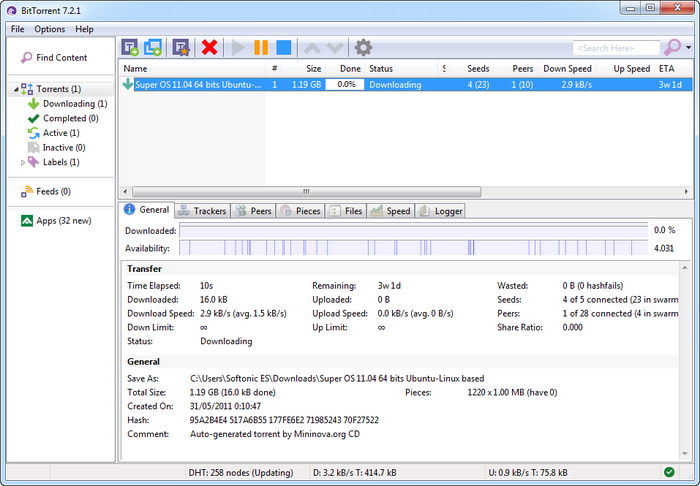 BitTorrent 7.2.1
File Options Help
Find Content
<Search Here>
Torrents (1)
Downloading (1)
Completed (0)
Active (1)
Inactive (0)
Labels (1)
Feeds (0)
Apps (32 new)
Name # Size Done Status S Seeds Peers Down Speed Up Speed ETA
Super OS 11.04 64 bits Ubuntu-... 1 1.19 GB 0.0% Downloading 4 (23) 1 (10) 2.9 kB/s 3w 1d
General Trackers Peers Pieces Files Speed Logger
Downloaded: 0.0 %
Availability: 4.031
Transfer
Time Elapsed: 10s Remaining: 3w 1d Wasted: 0 B (0 hashfails)
Downloaded: 16.0 kB Uploaded: 0 B Seeds: 4 of 5 connected (23 in swarm
Download Speed: 2.9 kB/s (avg. 1.5 kB/s) Upload Speed: 0.0 kB/s (avg. 0 B/s) Peers: 1 of 28 connected (4 in swarm
Down Limit: ∞ Up Limit: ∞ Share Ratio: 0.000
Status: Downloading
General
Save As: C:\Users\Softonic ES\Downloads\Super OS 11.04 64 bits Ubuntu-Linux based
Total Size: 1.19 GB (16.0 kB done) Pieces: 1220 x 1.00 MB (have 0)
Created On: 31/05/2011 0:10:47
Hash: 95A2B4E4 517A6B55 177FE6E2 71985243 70F27522
Comment: Auto-generated torrent by Mininova.org CD
DHT: 258 nodes (Updating) D: 3.2 kB/s T: 414.7 kB U: 0.9 kB/s T: 75.8 kB